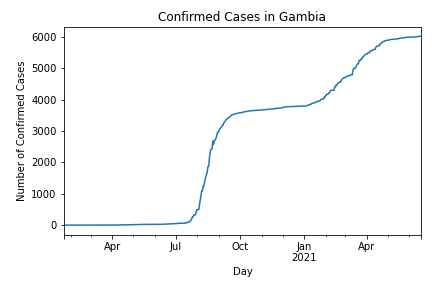 Confirmed Cases in Gambia
Number of Confirmed Cases
6000
5000
4000
3000
2000
1000
0
Apr Jul Oct Jan Apr
2021
Day